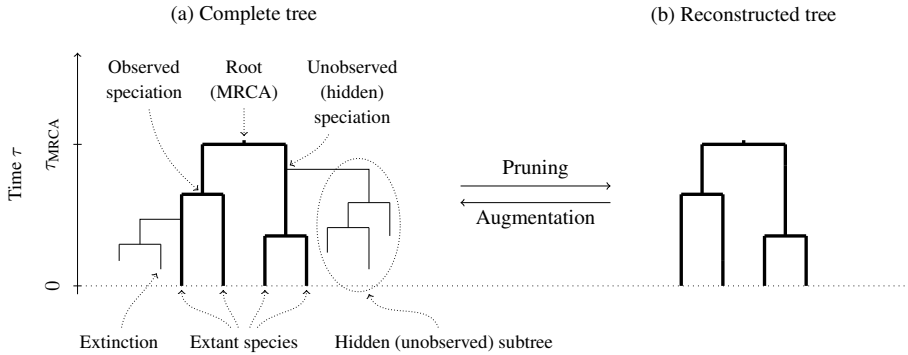 (a) Complete tree
(b) Reconstructed tree
Observed
speciation
Root
(MRCA)
Unobserved
(hidden)
speciation
Time τ
τMRCA
0
Pruning
Augmentation
Extinction
Extant species
Hidden (unobserved) subtree